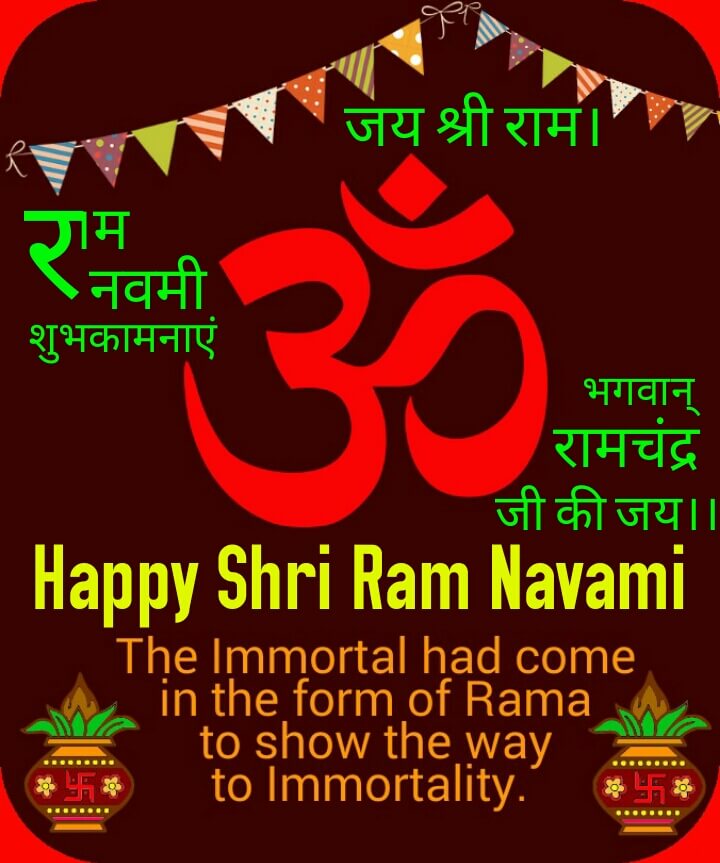 जय श्री राम।
राम
नवमी
शुभकामनाएं
भगवान्
रामचंद्र
जी की जय।।
Happy Shri Ram Navami
The Immortal had come
in the form of Rama
to show the way
to Immortality.